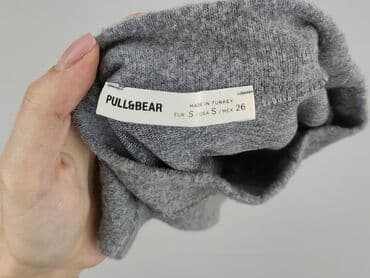 PULL&BEAR
MADE IN TURKEY
EUR S / USA S / MEX 26